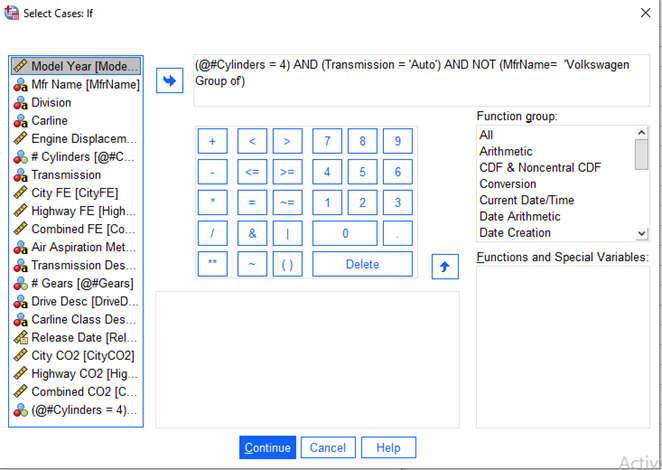 Select Cases: If
Model Year [Mode...
Mfr Name [MfrName]
Division
Carline
Engine Displacem...
# Cylinders [@#C...
Transmission
City FE [CityFE]
Highway FE [High...
Combined FE [Co...
Air Aspiration Met...
Transmission Des...
# Gears [@#Gears]
Drive Desc [DriveD...
Carline Class Des...
Release Date [Rel...
City CO2 [CityCO2]
Highway CO2 [Hig...
Combined CO2 [C...
(@#Cylinders = 4)...
(@#Cylinders = 4) AND (Transmission = 'Auto') AND NOT (MfrName=  'Volkswagen
Group of')
+ < > 7 8 9
- <= >= 4 5 6
* = ~= 1 2 3
/ & | 0 .
** ~ ( ) Delete
Function group:
All
Arithmetic
CDF & Noncentral CDF
Conversion
Current Date/Time
Date Arithmetic
Date Creation
Functions and Special Variables:
Continue Cancel Help
Activ